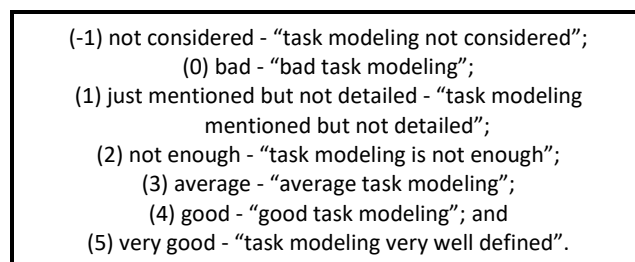 (-1) not considered - “task modeling not considered”;
(0) bad - “bad task modeling”;
(1) just mentioned but not detailed - “task modeling
mentioned but not detailed”;
(2) not enough - “task modeling is not enough”;
(3) average - “average task modeling”;
(4) good - “good task modeling”; and
(5) very good - “task modeling very well defined”.